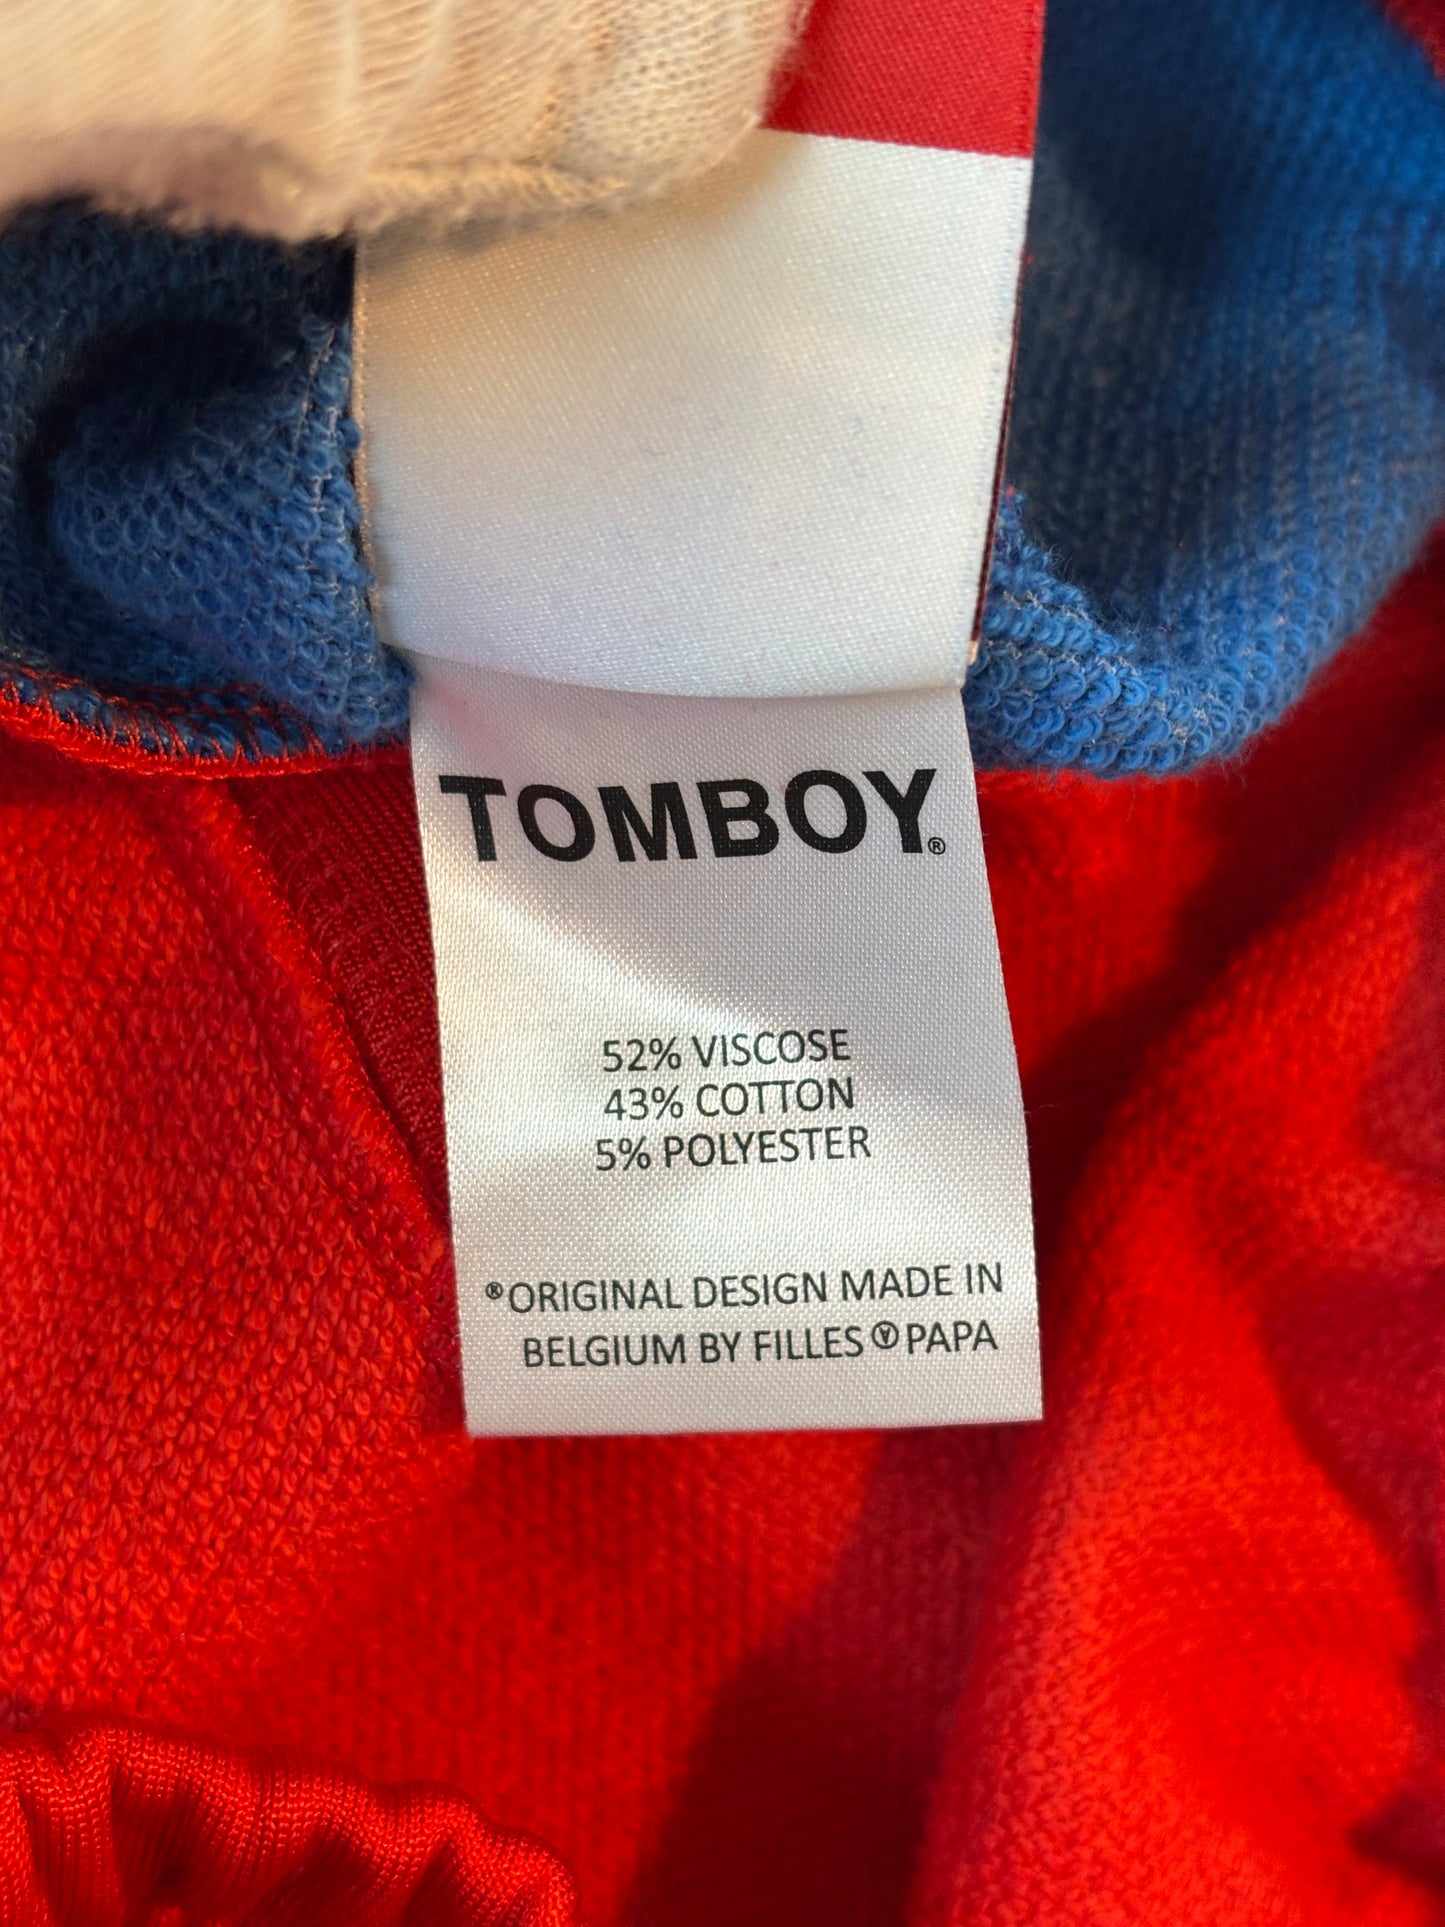 TOMBOY®
52% VISCOSE
43% COTTON
5% POLYESTER
®ORIGINAL DESIGN MADE IN
BELGIUM BY FILLES Ⓥ PAPA